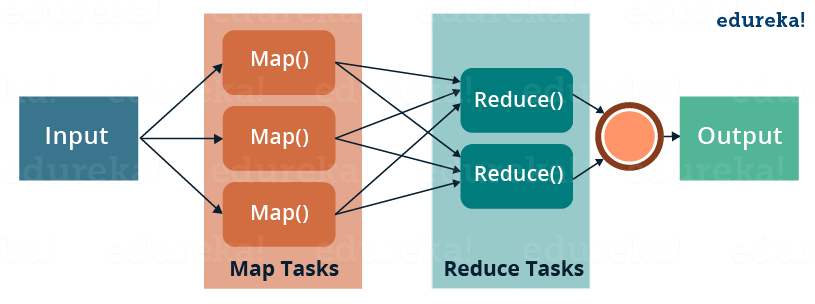 edureka!
Input
Map()
Map()
Map()
Map Tasks
Reduce()
Reduce()
Reduce Tasks
Output